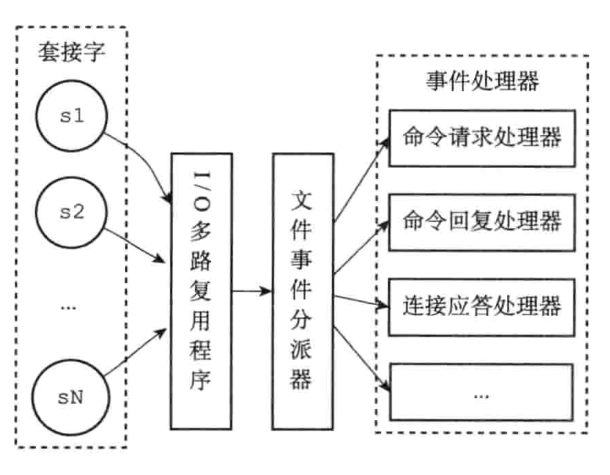 套接字
s1
s2
...
sN
I/O多路复用程序
文件事件分派器
事件处理器
命令请求处理器
命令回复处理器
连接应答处理器
...